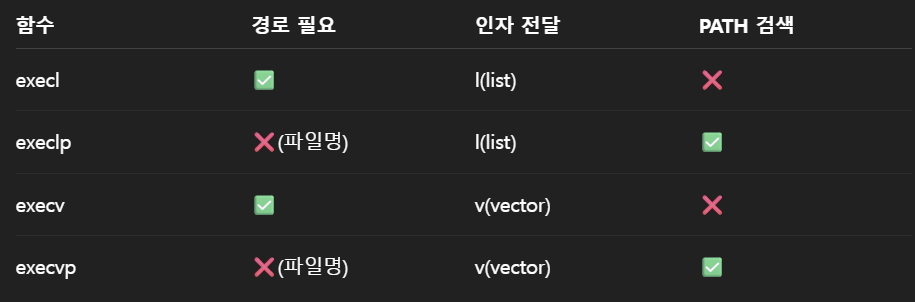 함수 경로 필요 인자 전달 PATH 검색
execl ✅ l(list) ❌
execlp ❌(파일명) l(list) ✅
execv ✅ v(vector) ❌
execvp ❌(파일명) v(vector) ✅